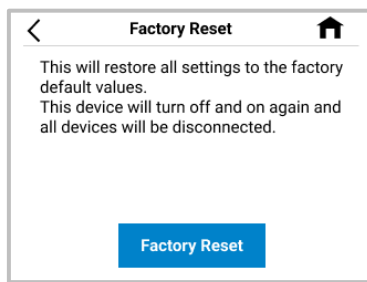 Factory Reset
This will restore all settings to the factory
default values.
This device will turn off and on again and
all devices will be disconnected.
Factory Reset